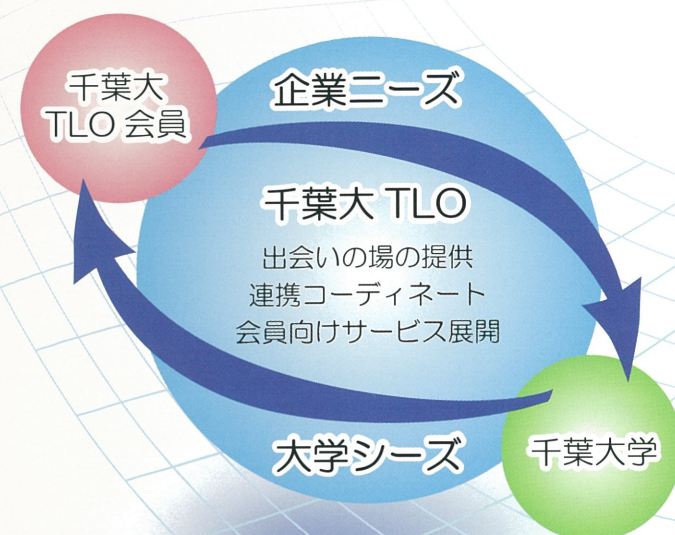 千葉大
TLO 会員
企業ニーズ
千葉大 TLO
出会いの場の提供
連携コーディネート
会員向けサービス展開
大学シーズ
千葉大学